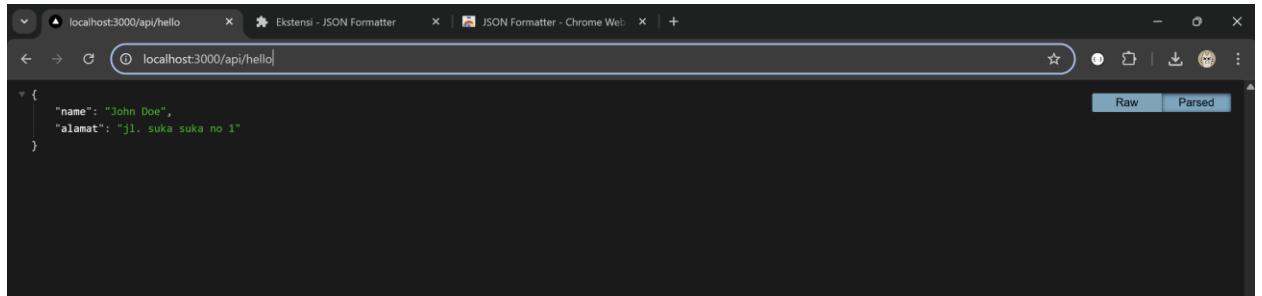 localhost:3000/api/hello
Ekstensi - JSON Formatter
JSON Formatter - Chrome Web
localhost:3000/api/hello
Raw
Parsed
{
"name": "John Doe",
"alamat": "jl. suka suka no 1"
}